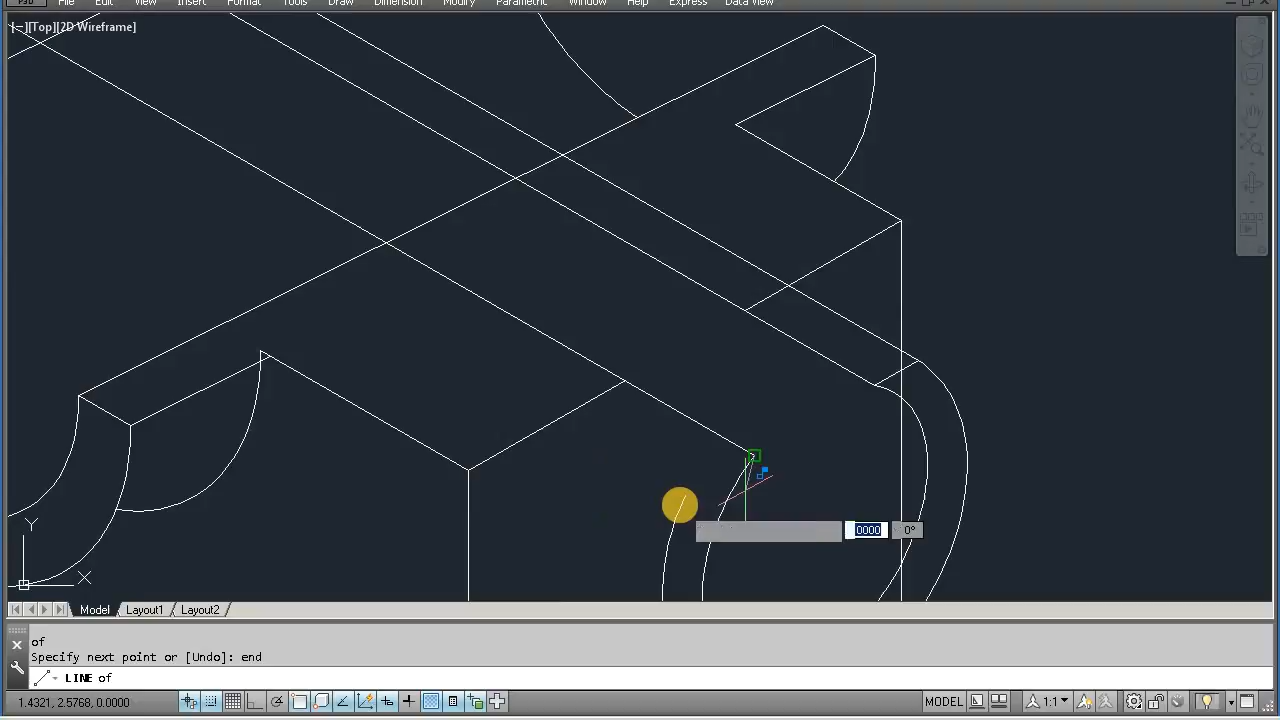 File Edit View Insert Format Tools Draw Dimension Modify Parametric Window Help Express Data View
[−][Top][2D Wireframe]
0000 0°
Y
X
Model Layout1 Layout2
of
Specify next point or [Undo]: end
LINE of
1.4321, 2.5768, 0.0000 MODEL 1:1